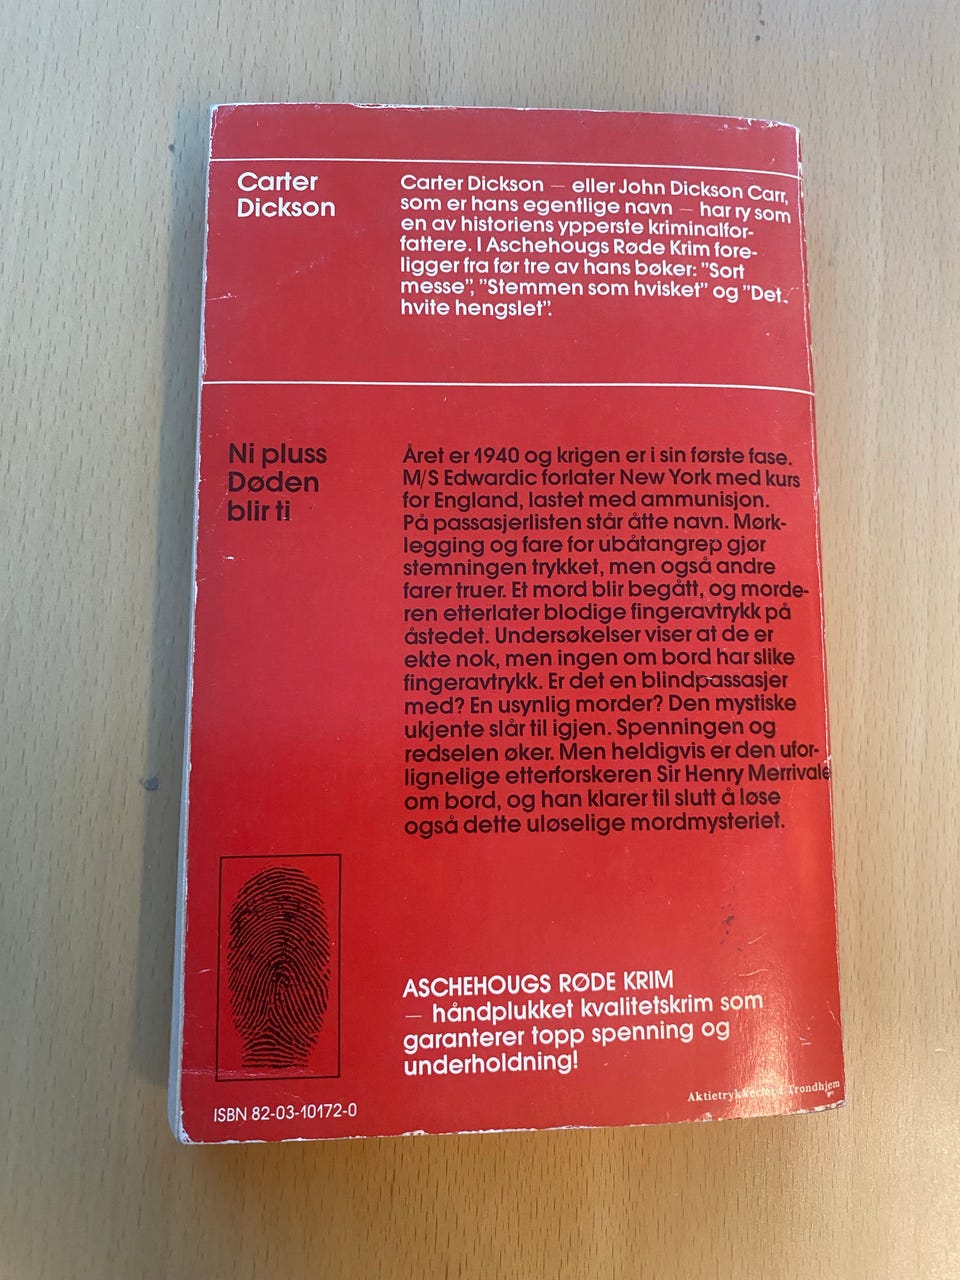 Carter
Dickson
Carter Dickson — eller John Dickson Carr,
som er hans egentlige navn — har ry som
en av historiens ypperste kriminalfor-
fattere. I Aschehougs Røde Krim fore-
ligger fra før tre av hans bøker: ”Sort
messe”, ”Stemmen som hvisket” og ”Det
hvite hengslet”.
Ni pluss
Døden
blir ti
Året er 1940 og krigen er i sin første fase.
M/S Edwardic forlater New York med kurs
for England, lastet med ammunisjon.
På passasjerlisten står åtte navn. Mørk-
legging og fare for ubåtangrep gjør
stemningen trykket, men også andre
farer truer. Et mord blir begått, og morde-
ren etterlater blodige fingeravtrykk på
åstedet. Undersøkelser viser at de er
ekte nok, men ingen om bord har slike
fingeravtrykk. Er det en blindpassasjer
med? En usynlig morder? Den mystiske
ukjente slår til igjen. Spenningen og
redselen øker. Men heldigvis er den ufor-
lignelige etterforskeren Sir Henry Merrivale
om bord, og han klarer til slutt å løse
også dette uløselige mordmysteriet.
ASCHEHOUGS RØDE KRIM
— håndplukket kvalitetskrim som
garanterer topp spenning og
underholdning!
Aktietrykkeriet i Trondhjem
ISBN 82-03-10172-0